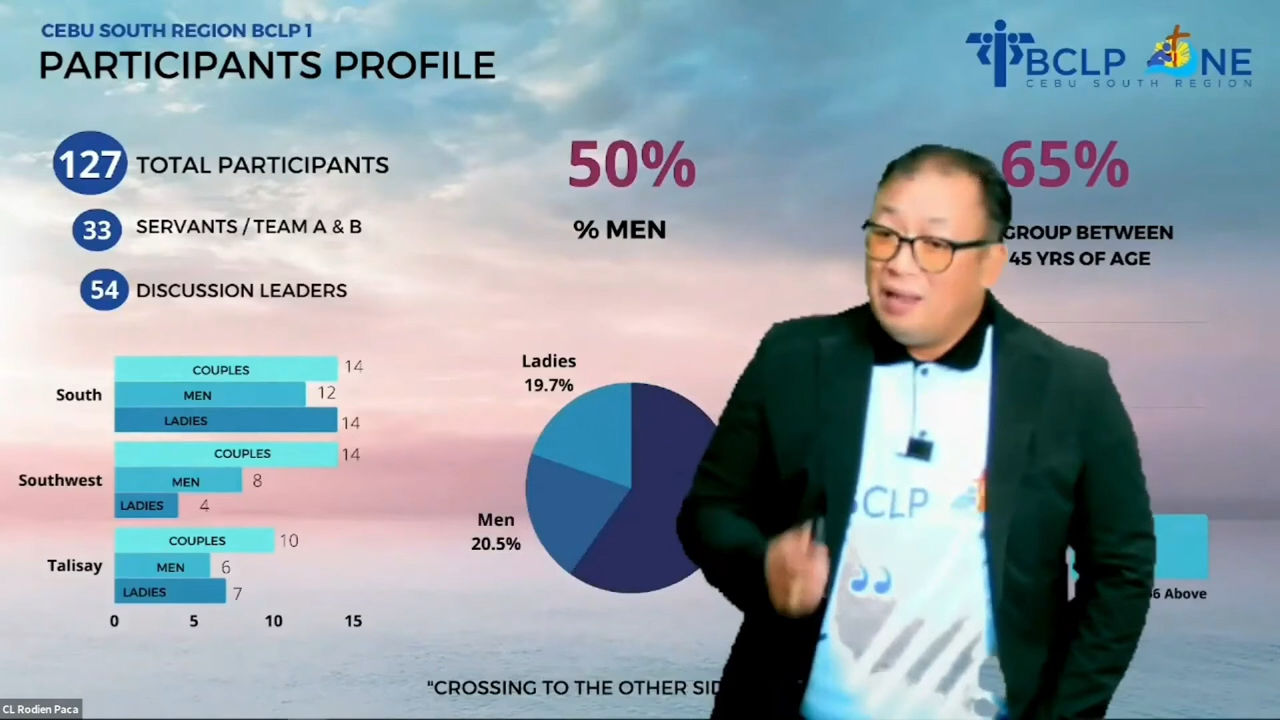 CEBU SOUTH REGION BCLP 1
PARTICIPANTS PROFILE
BCLP ONE
CEBU SOUTH REGION
127 TOTAL PARTICIPANTS
33 SERVANTS / TEAM A & B
54 DISCUSSION LEADERS
50%
% MEN
65%
GROUP BETWEEN
45 YRS OF AGE
South
COUPLES 14
MEN 12
LADIES 14
Southwest
COUPLES 14
MEN 8
LADIES 4
Talisay
COUPLES 10
MEN 6
LADIES 7
0 5 10 15
Ladies
19.7%
Men
20.5%
BCLP
6 Above
"CROSSING TO THE OTHER
CL Rodien Paca